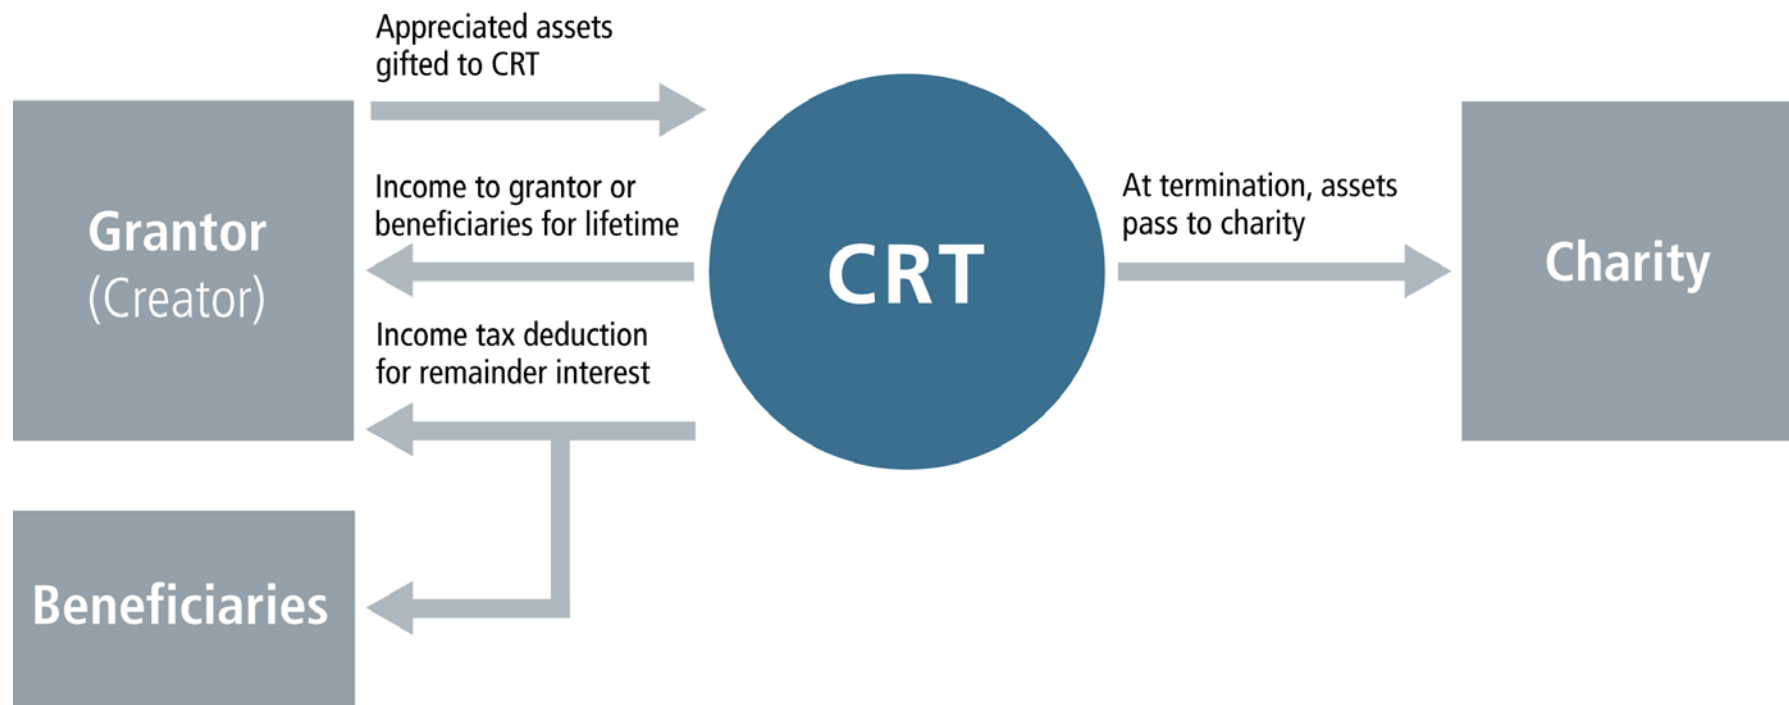 Appreciated assets
gifted to CRT
Grantor
(Creator)
Income to grantor or
beneficiaries for lifetime
Income tax deduction
for remainder interest
CRT
At termination, assets
pass to charity
Charity
Beneficiaries